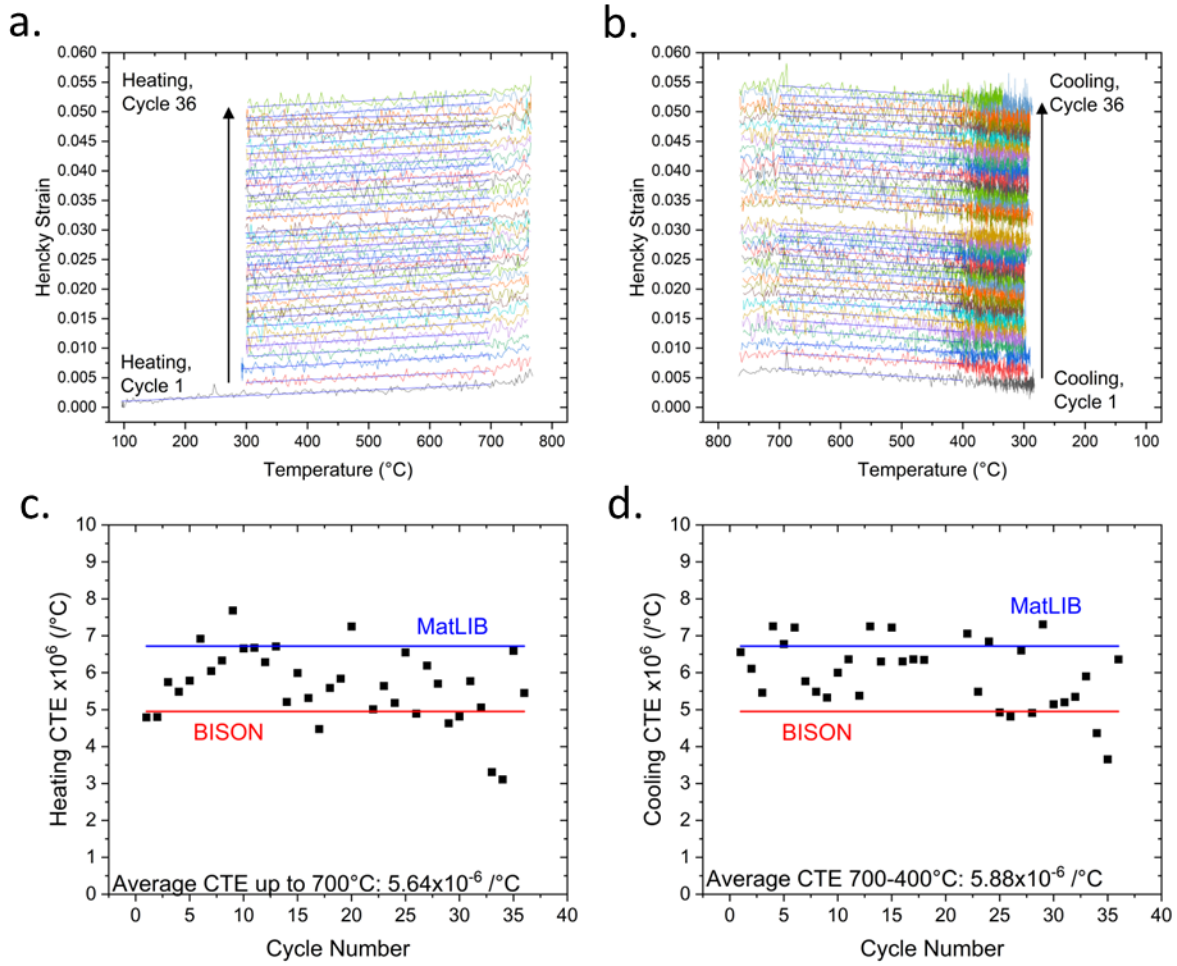 a.
0.060
0.055
0.050
0.045
0.040
0.035
0.030
0.025
0.020
0.015
0.010
0.005
0.000
Hencky Strain
Heating,
Cycle 36
Heating,
Cycle 1
100 200 300 400 500 600 700 800
Temperature (°C)
b.
0.060
0.055
0.050
0.045
0.040
0.035
0.030
0.025
0.020
0.015
0.010
0.005
0.000
Hencky Strain
Cooling,
Cycle 36
Cooling,
Cycle 1
800 700 600 500 400 300 200 100
Temperature (°C)
c.
10
9
8
7
6
5
4
3
2
1
0
Heating CTE x10⁶ (/°C)
MatLIB
BISON
Average CTE up to 700°C: 5.64x10⁻⁶ /°C
0 5 10 15 20 25 30 35 40
Cycle Number
d.
10
9
8
7
6
5
4
3
2
1
0
Cooling CTE x10⁶ (/°C)
MatLIB
BISON
Average CTE 700-400°C: 5.88x10⁻⁶ /°C
0 5 10 15 20 25 30 35 40
Cycle Number